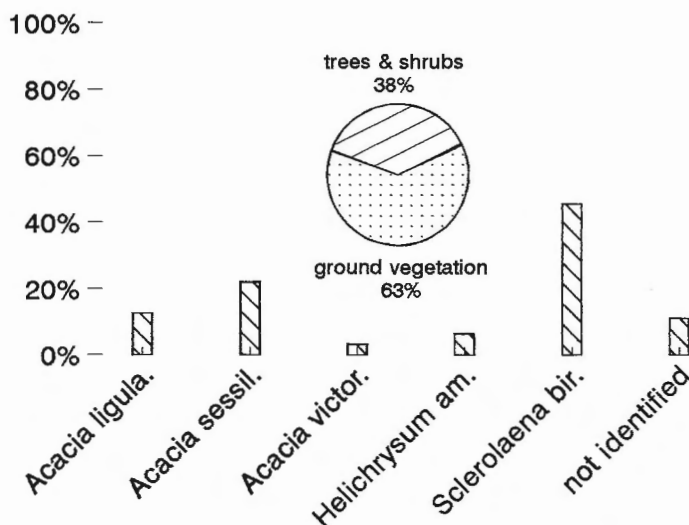 100%
80%
60%
40%
20%
0%
trees & shrubs
38%
ground vegetation
63%
Acacia ligula.
Acacia sessil.
Acacia victor.
Helichrysum am.
Sclerolaena bir.
not identified